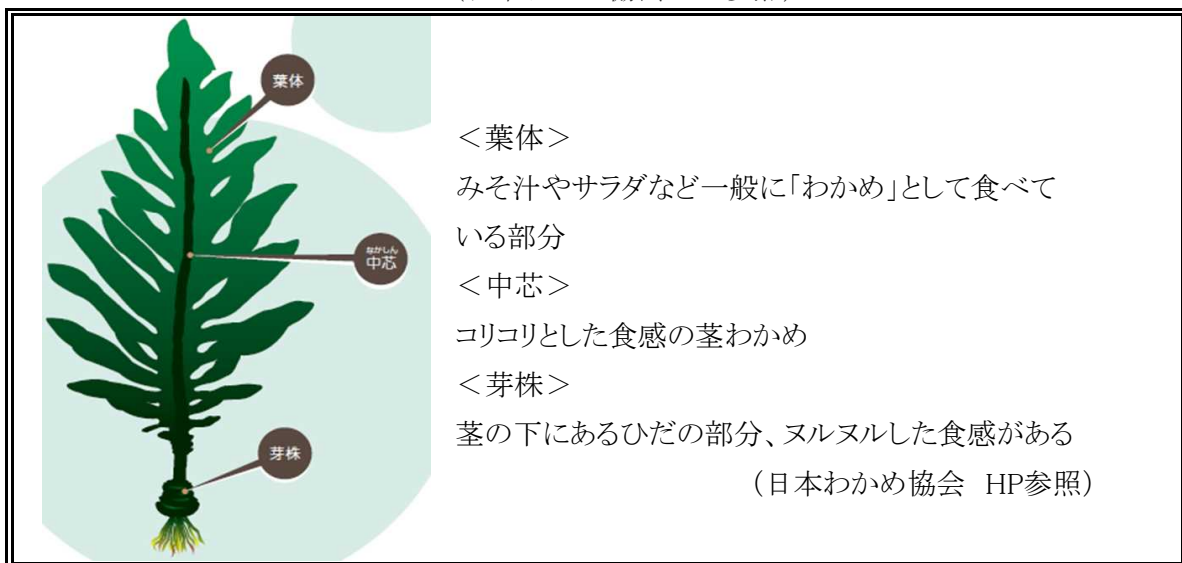 葉体
なかしん
中芯
芽株
＜葉体＞
みそ汁やサラダなど一般に「わかめ」として食べて
いる部分
＜中芯＞
コリコリとした食感の茎わかめ
＜芽株＞
茎の下にあるひだの部分、ヌルヌルした食感がある
（日本わかめ協会　HP参照）